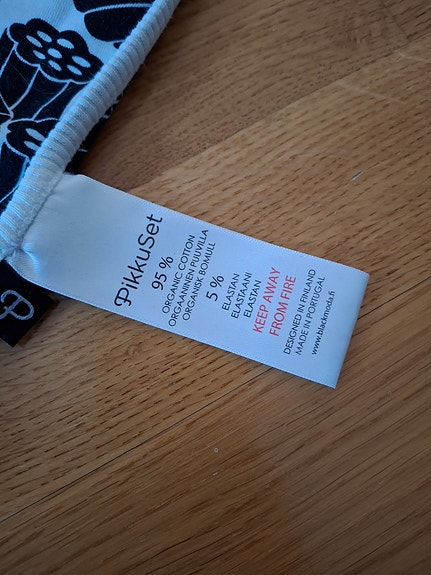 PikkuSet
95 %
ORGANIC COTTON
ORGAANINEN PUUVILLA
ORGANISK BOMULL
5 %
ELASTAN
ELASTAANI
ELASTAN
KEEP AWAY
FROM FIRE
DESIGNED IN FINLAND
MADE IN PORTUGAL
www.blackmoda.fi